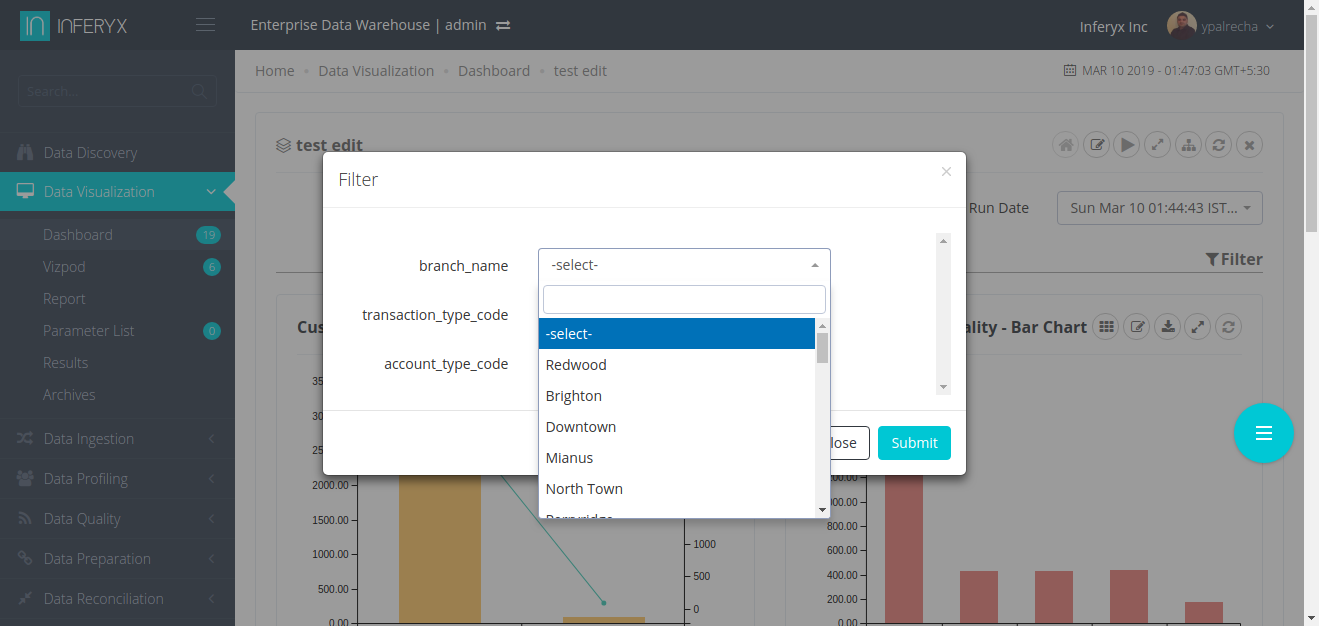 INFERYX
Enterprise Data Warehouse | admin
Inferyx Inc
ypalrecha
Search...
Home
Data Visualization
Dashboard
test edit
MAR 10 2019 - 01:47:03 GMT+5:30
Data Discovery
Data Visualization
Dashboard 19
Vizpod 6
Report
Parameter List 0
Results
Archives
Data Ingestion
Data Profiling
Data Quality
Data Preparation
Data Reconciliation
test edit
Run Date
Sun Mar 10 01:44:43 IST...
Filter
Filter
×
branch_name
-select-
transaction_type_code
account_type_code
-select-
Redwood
Brighton
Downtown
Mianus
North Town
lose
Submit
Cus
ality - Bar Chart
35
30
25
2000.00
1500.00
1000.00
500.00
0.00
1000
500
0
200.00
000.00
800.00
600.00
400.00
200.00
0.00